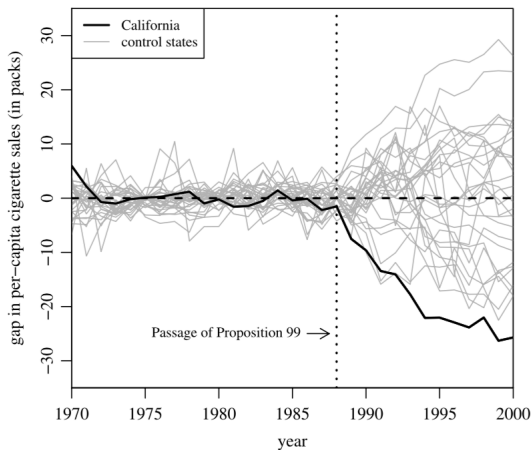 California
control states
gap in per−capita cigarette sales (in packs)
30
20
10
0
−10
−20
−30
Passage of Proposition 99
1970
1975
1980
1985
1990
1995
2000
year